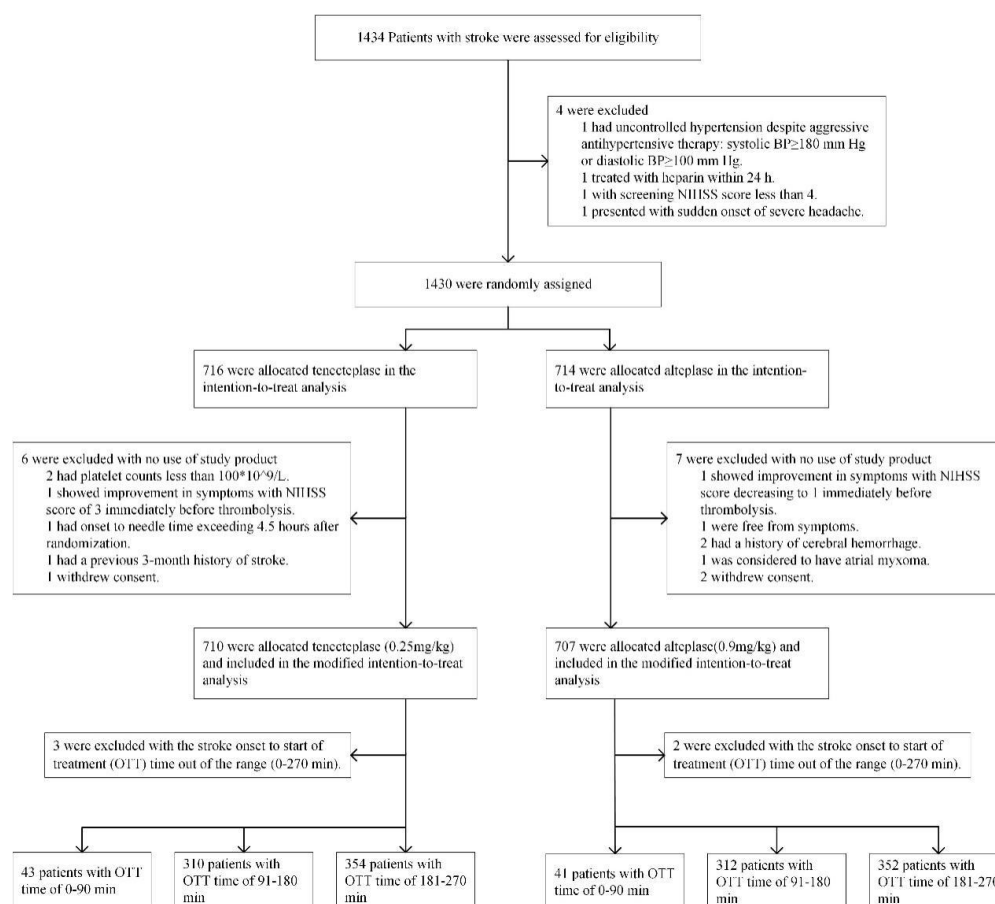 1434 Patients with stroke were assessed for eligibility
4 were excluded
1 had uncontrolled hypertension despite aggressive
antihypertensive therapy: systolic BP≥180 mm Hg
or diastolic BP≥100 mm Hg.
1 treated with heparin within 24 h.
1 with screening NIHSS score less than 4.
1 presented with sudden onset of severe headache.
1430 were randomly assigned
716 were allocated tenecteplase in the
intention-to-treat analysis
714 were allocated alteplase in the intention-
to-treat analysis
6 were excluded with no use of study product
2 had platelet counts less than 100*10^9/L.
1 showed improvement in symptoms with NIHSS
score of 3 immediately before thrombolysis.
1 had onset to needle time exceeding 4.5 hours after
randomization.
1 had a previous 3-month history of stroke.
1 withdrew consent.
7 were excluded with no use of study product
1 showed improvement in symptoms with NIHSS
score decreasing to 1 immediately before
thrombolysis.
1 were free from symptoms.
2 had a history of cerebral hemorrhage.
1 was considered to have atrial myxoma.
2 withdrew consent.
710 were allocated tenecteplase (0.25mg/kg)
and included in the modified intention-to-treat
analysis
707 were allocated alteplase(0.9mg/kg) and
included in the modified intention-to-treat
analysis
3 were excluded with the stroke onset to start of
treatment (OTT) time out of the range (0-270 min).
2 were excluded with the stroke onset to start of
treatment (OTT) time out of the range (0-270 min).
43 patients with OTT
time of 0-90 min
310 patients with
OTT time of 91-180
min
354 patients with
OTT time of 181-270
min
41 patients with OTT
time of 0-90 min
312 patients with
OTT time of 91-180
min
352 patients with
OTT time of 181-270
min